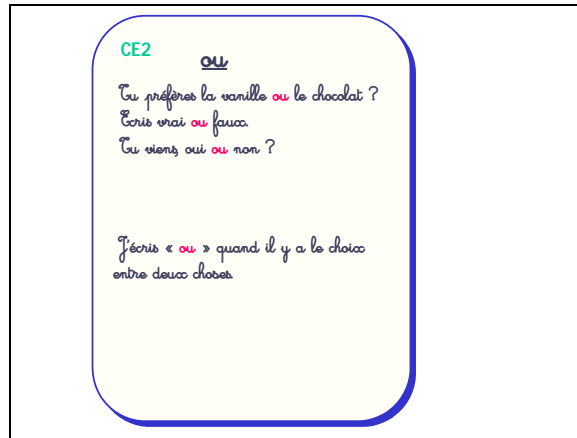 CE2
ou
Tu préfères la vanille ou le chocolat ?
Ecris vrai ou faux.
Tu viens, oui ou non ?
J'écris « ou » quand il y a le choix
entre deux choses.